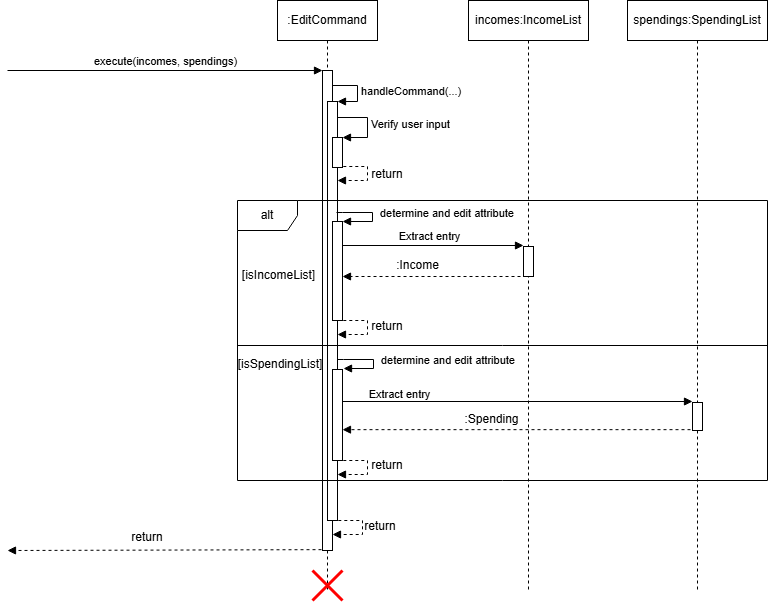 :EditCommand
incomes:IncomeList
spendings:SpendingList
execute(incomes, spendings)
handleCommand(...)
Verify user input
return
alt
determine and edit attribute
Extract entry
:Income
[isIncomeList]
return
[isSpendingList]
determine and edit attribute
Extract entry
:Spending
return
return
return